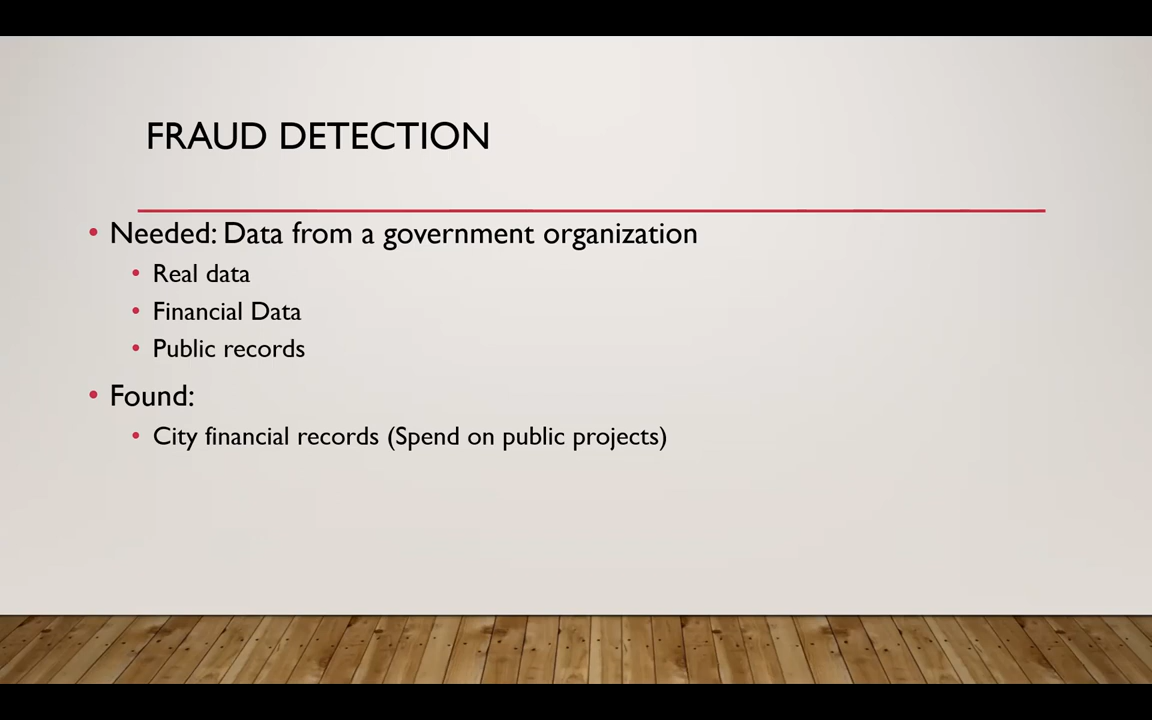 FRAUD DETECTION
• Needed: Data from a government organization
• Real data
• Financial Data
• Public records
• Found:
• City financial records (Spend on public projects)